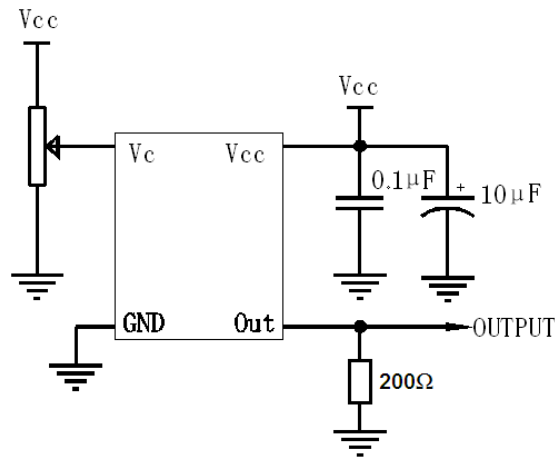 Vcc
Vcc
Vc
Vcc
0.1μF
+
10μF
GND
Out
OUTPUT
200Ω